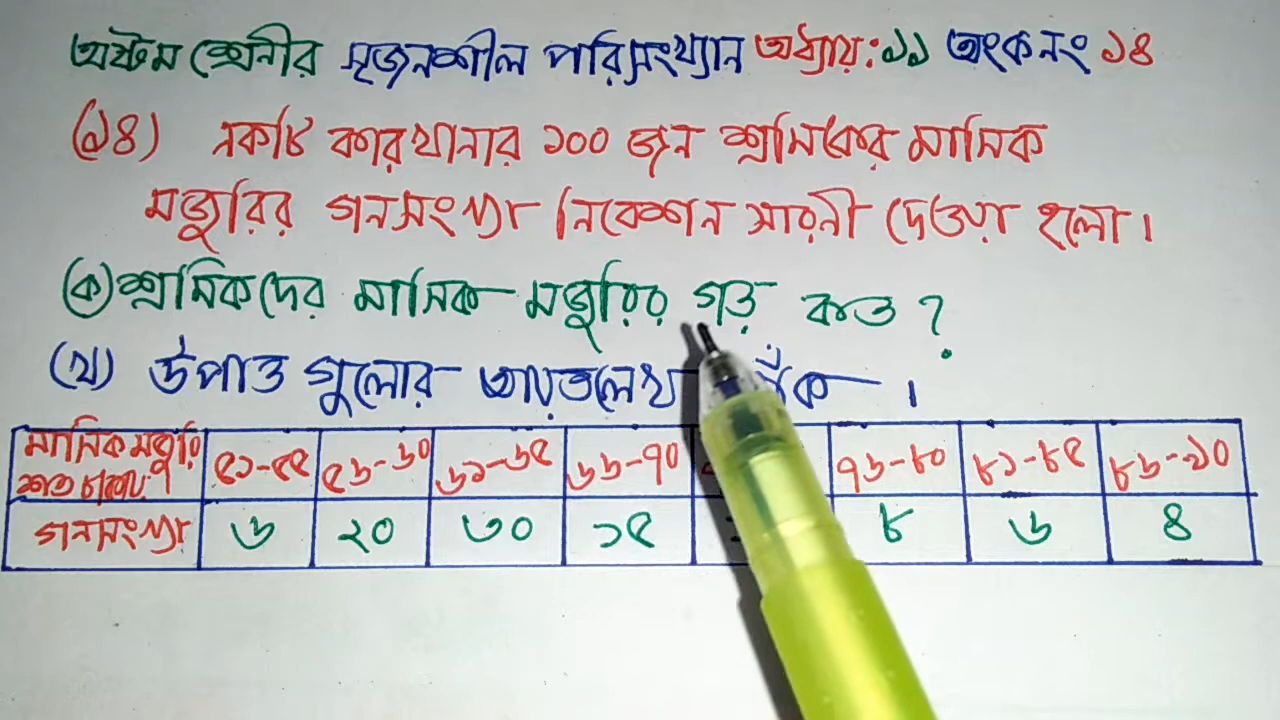 অষ্টম শ্রেনীর সৃজনশীল পরিসংখ্যান অধ্যায়:১১ অংক নং ১৪
(১৪) একটি কারখানার ১০০ জন শ্রমিকের মাসিক
মজুরির গনসংখ্যা নিবেশন সারনী দেওয়া হলো।
(ক) শ্রমিকদের মাসিক মজুরির গড় কত ?
(খ) উপাত্ত গুলোর আয়তলেখ ।
মাসিক মজুরি শত টাকায় ৫১-৫৫ ৫৬-৬০ ৬১-৬৫ ৬৬-৭০ ৭৬-৮০ ৮১-৮৫ ৮৬-৯০
গনসংখ্যা ৬ ২০ ৩০ ১৫ ৮ ৬ ৪